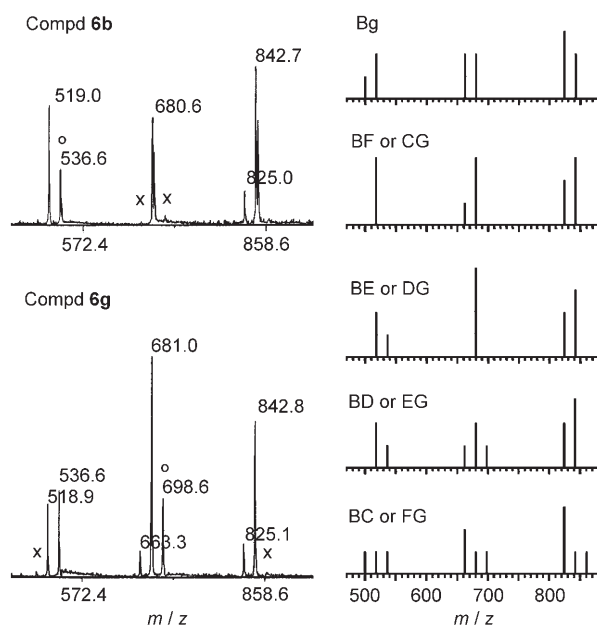 Compd 6b
519.0
o
536.6
x
680.6
x
842.7
825.0
572.4
858.6
Compd 6g
681.0
842.8
o
536.6
698.6
518.9
x
663.3
825.1
x
572.4
858.6
m / z
Bg
BF or CG
BE or DG
BD or EG
BC or FG
500 600 700 800
m / z